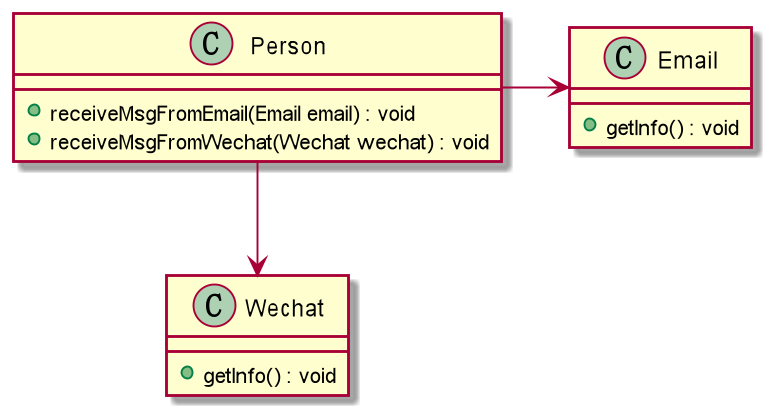 C Person
receiveMsgFromEmail(Email email) : void
receiveMsgFromWechat(Wechat wechat) : void
C Email
getInfo() : void
C Wechat
getInfo() : void